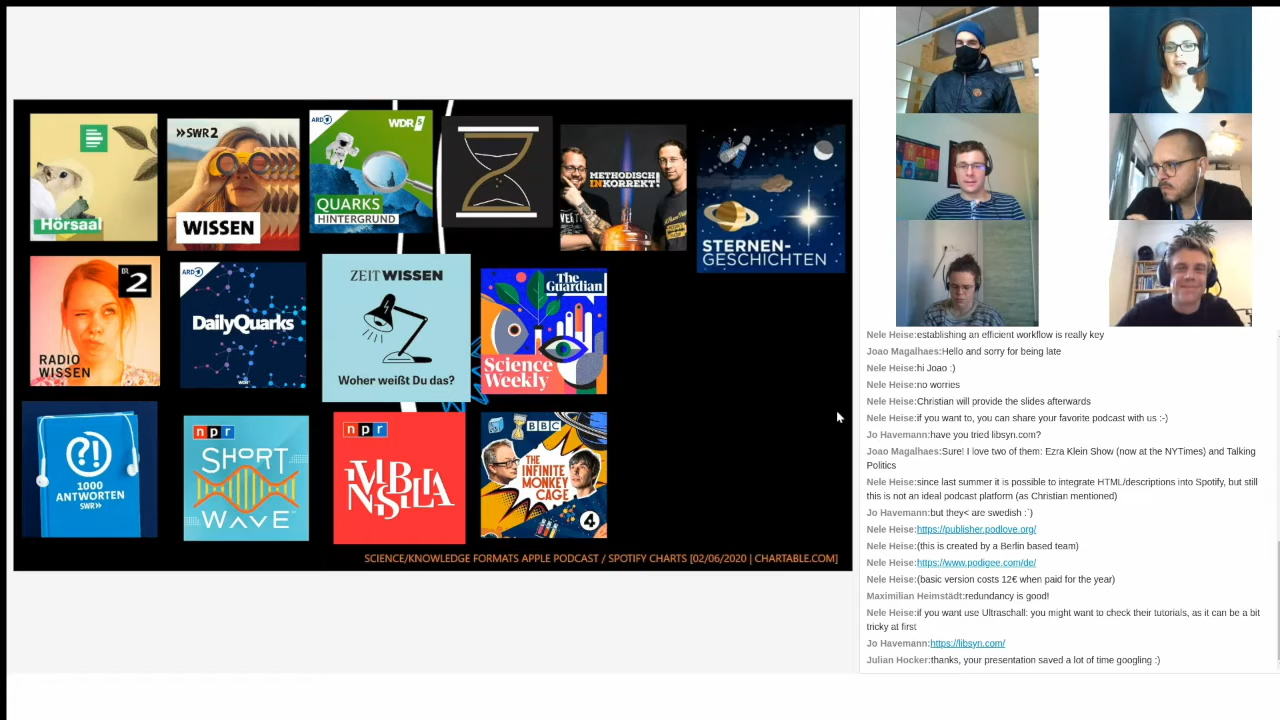 Hörsaal
»SWR2
WISSEN
ARD
WDR 5
QUARKS
HINTERGRUND
METHODISCH
INKORREKT!
STERNEN-
GESCHICHTEN
BR
2
RADIO
WISSEN
ARD
DailyQuarks
WDR
ZEIT WISSEN
Woher weißt Du das?
The
Guardian
Science
Weekly
?!
1000
ANTWORTEN
SWR»
npr
SHORT
WAVE
npr
INVISIBILIA
BBC
THE
INFINITE
MONKEY
CAGE
4
SCIENCE/KNOWLEDGE FORMATS APPLE PODCAST / SPOTIFY CHARTS [02/06/2020 | CHARTABLE.COM]
Nele Heise:establishing an efficient workflow is really key
Joao Magalhaes:Hello and sorry for being late
Nele Heise:hi Joao :)
Nele Heise:no worries
Nele Heise:Christian will provide the slides afterwards
Nele Heise:if you want to, you can share your favorite podcast with us :-)
Jo Havemann:have you tried libsyn.com?
Joao Magalhaes:Sure! I love two of them: Ezra Klein Show (now at the NYTimes) and Talking
Politics
Nele Heise:since last summer it is possible to integrate HTML/descriptions into Spotify, but still
this is not an ideal podcast platform (as Christian mentioned)
Jo Havemann:but they< are swedish :`)
Nele Heise:https://publisher.podlove.org/
Nele Heise:(this is created by a Berlin based team)
Nele Heise:https://www.podigee.com/de/
Nele Heise:(basic version costs 12€ when paid for the year)
Maximilian Heimstädt:redundancy is good!
Nele Heise:if you want use Ultraschall: you might want to check their tutorials, as it can be a bit
tricky at first
Jo Havemann:https://libsyn.com/
Julian Hocker:thanks, your presentation saved a lot of time googling :)